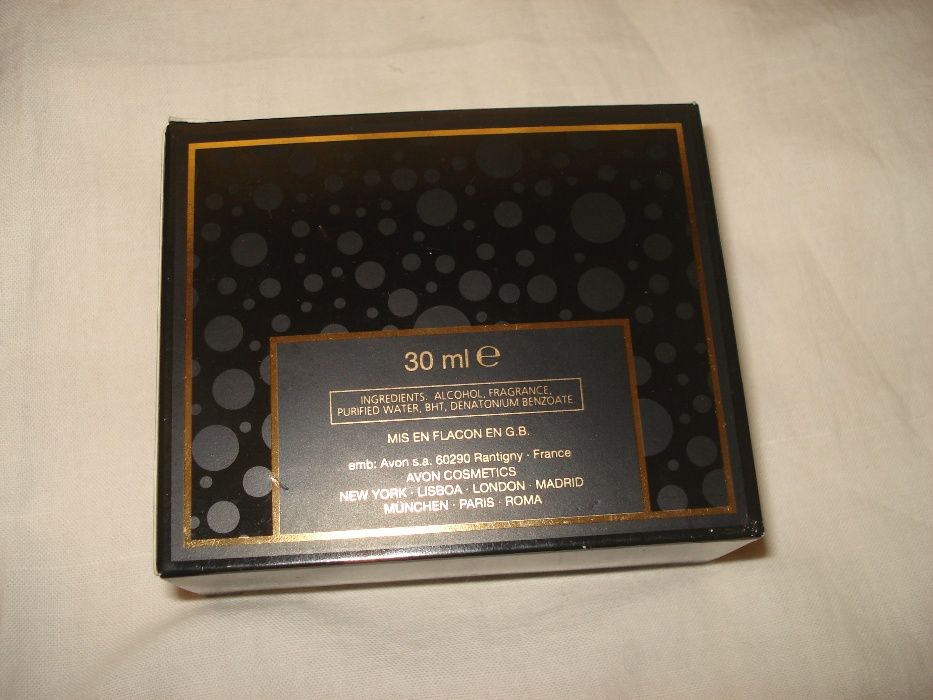 30 ml ℮
INGREDIENTS: ALCOHOL, FRAGRANCE,
PURIFIED WATER, BHT, DENATONIUM BENZOATE
MIS EN FLACON EN G.B.
emb: Avon s.a. 60290 Rantigny · France
AVON COSMETICS
NEW YORK · LISBOA · LONDON · MADRID
MÜNCHEN · PARIS · ROMA